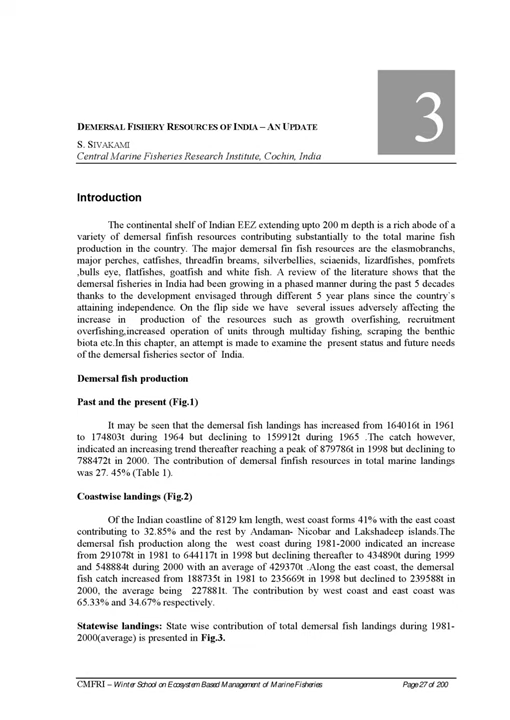 3
DEMERSAL FISHERY RESOURCES OF INDIA – AN UPDATE
S. SIVAKAMI
Central Marine Fisheries Research Institute, Cochin, India
Introduction
The continental shelf of Indian EEZ extending upto 200 m depth is a rich abode of a
variety of demersal finfish resources contributing substantially to the total marine fish
production in the country. The major demersal fin fish resources are the elasmobranchs,
major perches, catfishes, threadfin breams, silverbellies, sciaenids, lizardfishes, pomfrets
,bulls eye, flatfishes, goatfish and white fish. A review of the literature shows that the
demersal fisheries in India had been growing in a phased manner during the past 5 decades
thanks to the development envisaged through different 5 year plans since the country`s
attaining independence. On the flip side we have several issues adversely affecting the
increase in production of the resources such as growth overfishing, recruitment
overfishing,increased operation of units through multiday fishing, scraping the benthic
biota etc.In this chapter, an attempt is made to examine the present status and future needs
of the demersal fisheries sector of India.
Demersal fish production
Past and the present (Fig.1)
It may be seen that the demersal fish landings has increased from 164016t in 1961
to 174803t during 1964 but declining to 159912t during 1965 .The catch however,
indicated an increasing trend thereafter reaching a peak of 879786t in 1998 but declining to
788472t in 2000. The contribution of demersal finfish resources in total marine landings
was 27. 45% (Table 1).
Coastwise landings (Fig.2)
Of the Indian coastline of 8129 km length, west coast forms 41% with the east coast
contributing to 32.85% and the rest by Andaman- Nicobar and Lakshadeep islands.The
demersal fish production along the west coast during 1981-2000 indicated an increase
from 291078t in 1981 to 644117t in 1998 but declining thereafter to 434890t during 1999
and 548884t during 2000 with an average of 429370t .Along the east coast, the demersal
fish catch increased from 188735t in 1981 to 235669t in 1998 but declined to 239588t in
2000, the average being 227881t. The contribution by west coast and east coast was
65.33% and 34.67% respectively.
Statewise landings: State wise contribution of total demersal fish landings during 1981-
2000(average) is presented in Fig.3.
CMFRI – Winter School on Ecosystem Based Management of Marine Fisheries Page 27 of 200